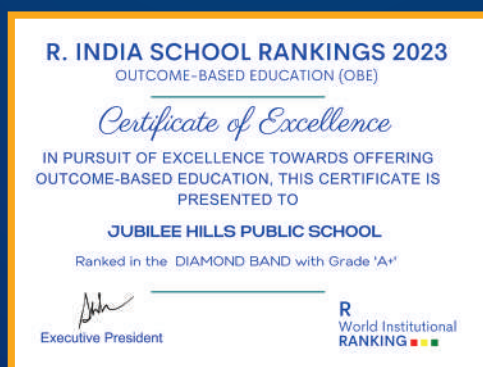 R. INDIA SCHOOL RANKINGS 2023
OUTCOME-BASED EDUCATION (OBE)
Certificate of Excellence
IN PURSUIT OF EXCELLENCE TOWARDS OFFERING
OUTCOME-BASED EDUCATION, THIS CERTIFICATE IS
PRESENTED TO
JUBILEE HILLS PUBLIC SCHOOL
Ranked in the DIAMOND BAND with Grade 'A+'
Executive President
R
World Institutional
RANKING